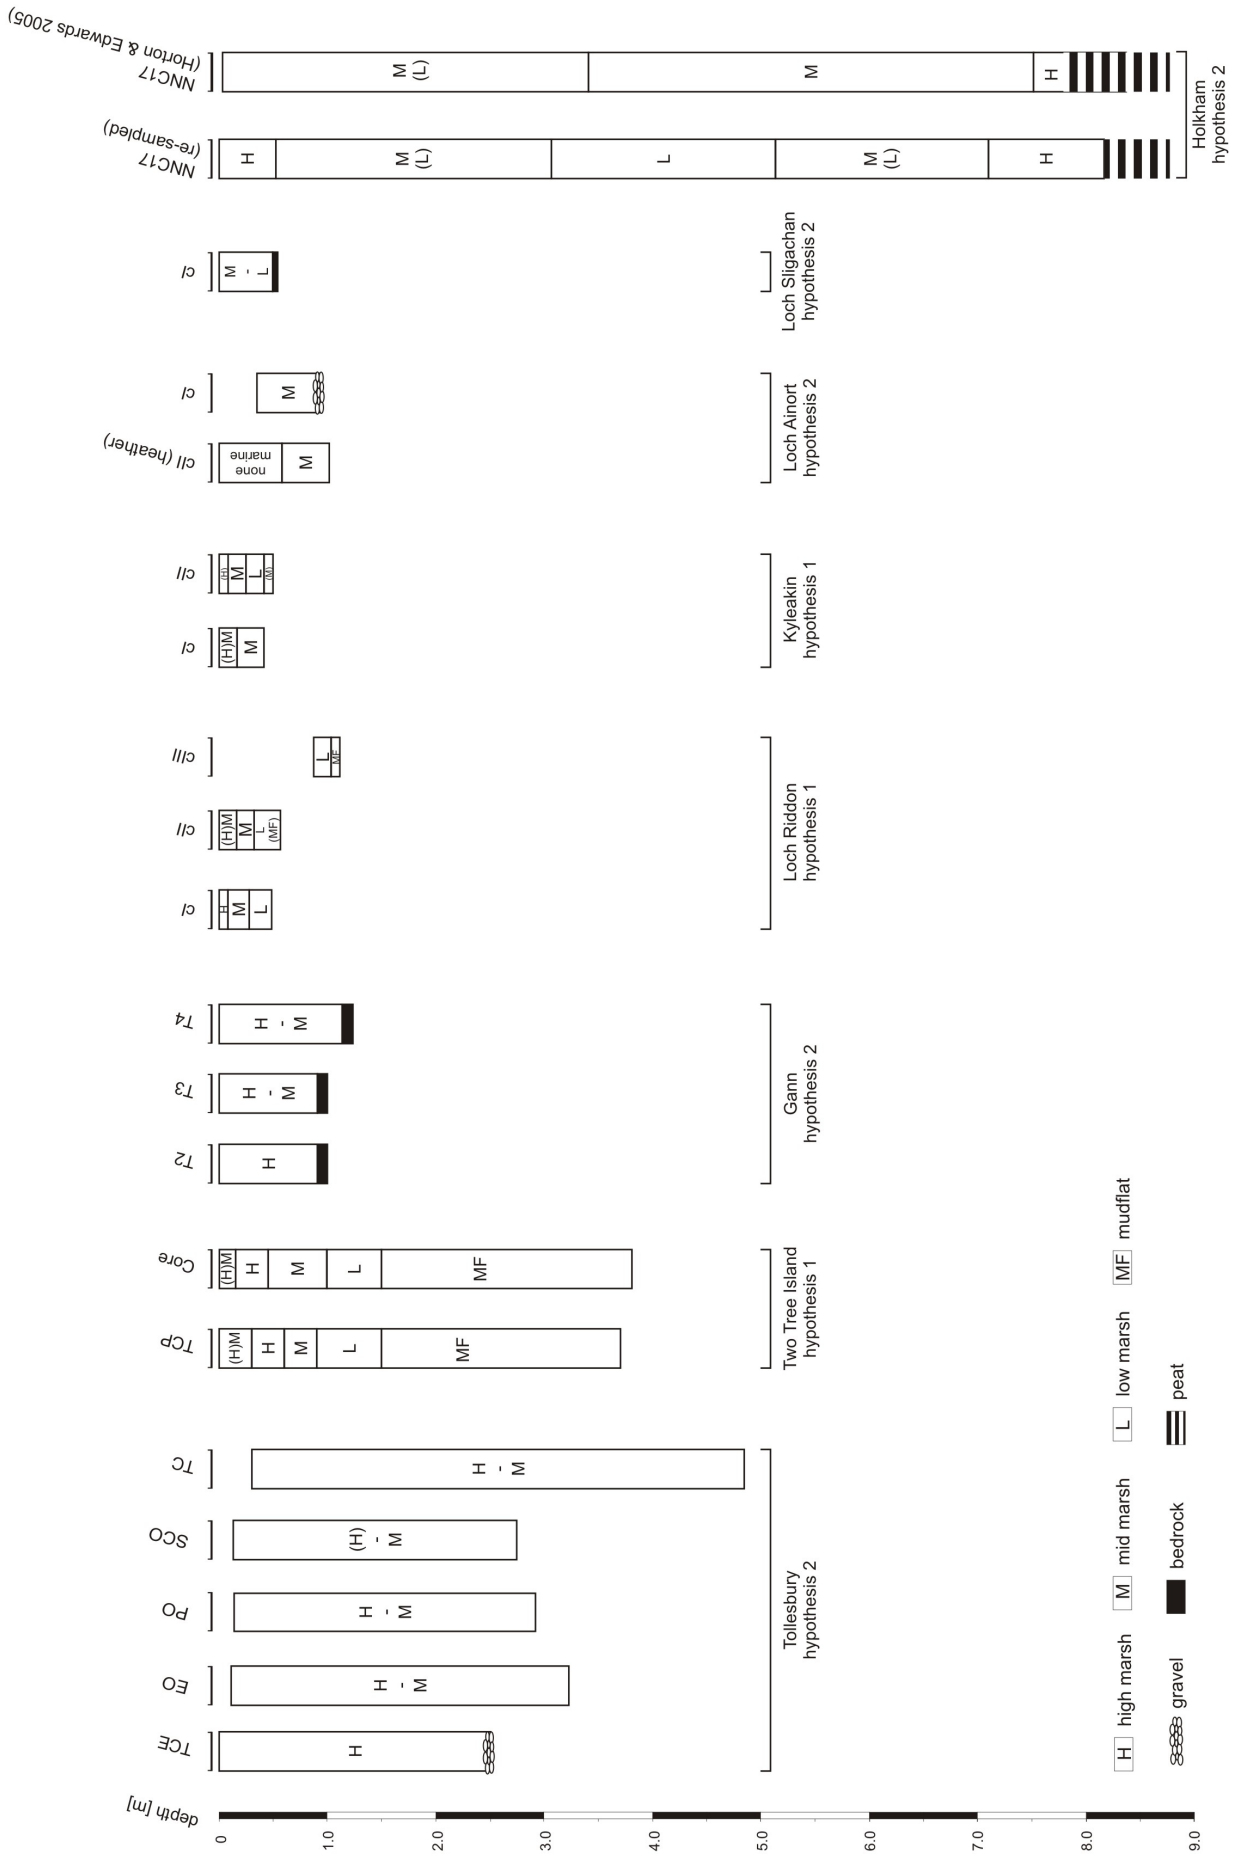 depth [m]
0
1.0
2.0
3.0
4.0
5.0
6.0
7.0
8.0
9.0
TCE
H
EO
H
-
M
PO
H
-
M
SCO
(H)
-
M
TC
H
-
M
Tollesbury
hypothesis 2
TCP
(H)M
H
M
L
MF
Core
(H)M
H
M
L
MF
Two Tree Island
hypothesis 1
T2
H
T3
H
-
M
T4
H
-
M
Gann
hypothesis 2
cI
H
M
L
cII
(H)M
M
L
(MF)
cIII
L
MF
Loch Riddon
hypothesis 1
cI
(H)M
M
cII
(H)
M
L
(M)
Kyleakin
hypothesis 1
cII (heather)
none
marine
M
cI
M
Loch Ainort
hypothesis 2
cI
M
-
L
Loch Sligachan
hypothesis 2
NNC17
(re-sampled)
H
M
(L)
L
M
(L)
H
NNC17
(Horton & Edwards 2005)
M
(L)
M
H
Holkham
hypothesis 2
H high marsh M mid marsh L low marsh MF mudflat
gravel bedrock peat